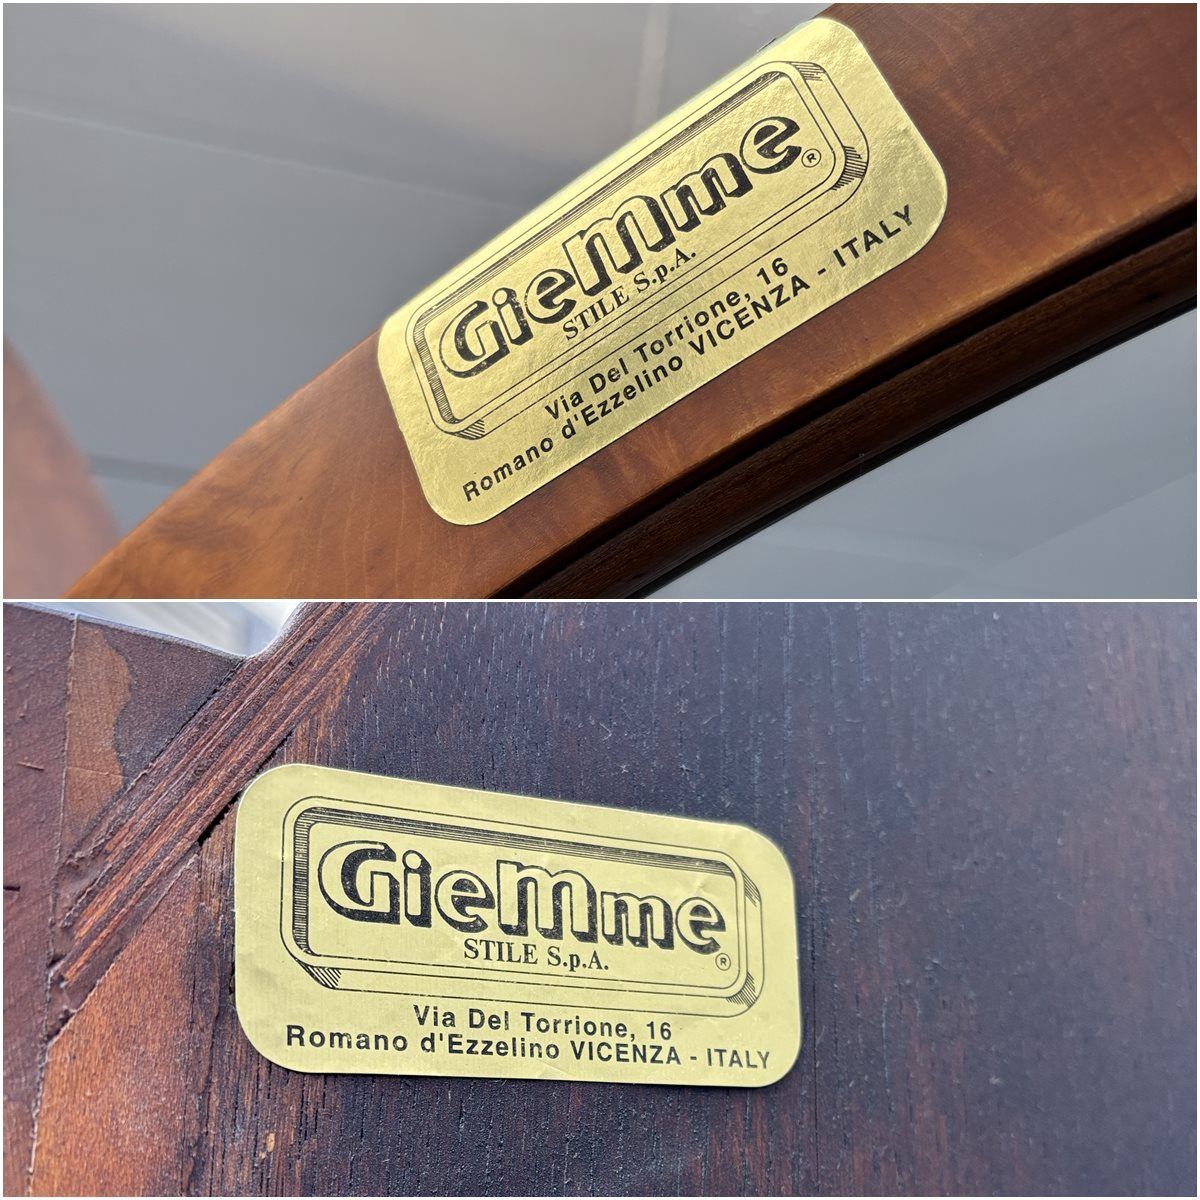 GieMme ®
STILE S.p.A.
Via Del Torrione, 16
Romano d'Ezzelino VICENZA - ITALY
GieMme ®
STILE S.p.A.
Via Del Torrione, 16
Romano d'Ezzelino VICENZA - ITALY